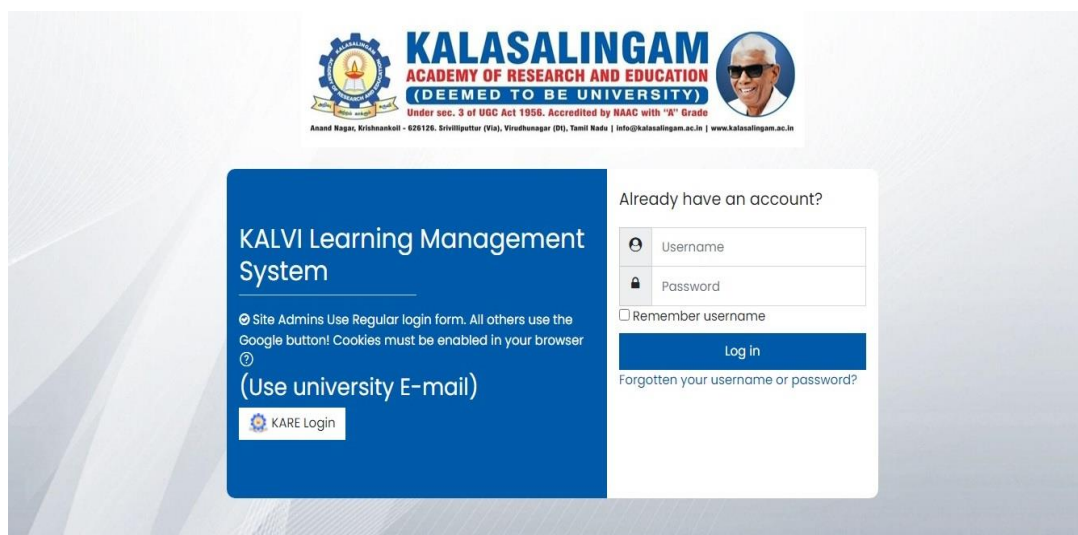 KALASALINGAM
ACADEMY OF RESEARCH AND EDUCATION
(DEEMED TO BE UNIVERSITY)
Under sec. 3 of UGC Act 1956. Accredited by NAAC with "A" Grade
Anand Nagar, Krishnankoil - 626126. Srivilliputtur (Via), Virudhunagar (Dt), Tamil Nadu | info@kalasalingam.ac.in | www.kalasalingam.ac.in
KALVI Learning Management
System
Site Admins Use Regular login form. All others use the
Google button! Cookies must be enabled in your browser
(Use university E-mail)
KARE Login
Already have an account?
Username
Password
Remember username
Log in
Forgotten your username or password?